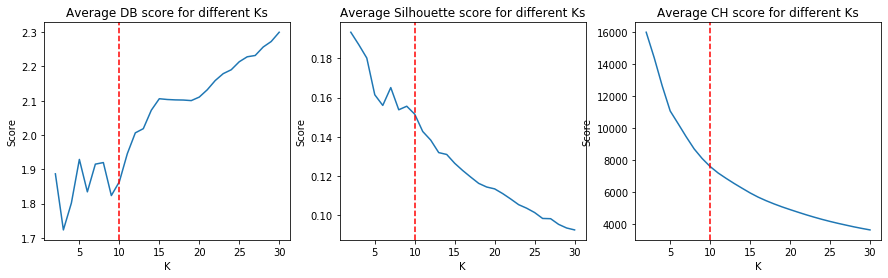 Average DB score for different Ks
2.3
2.2
2.1
2.0
1.9
1.8
1.7
Score
5 10 15 20 25 30
K
Average Silhouette score for different Ks
0.18
0.16
0.14
0.12
0.10
Score
5 10 15 20 25 30
K
Average CH score for different Ks
16000
14000
12000
10000
8000
6000
4000
Score
5 10 15 20 25 30
K